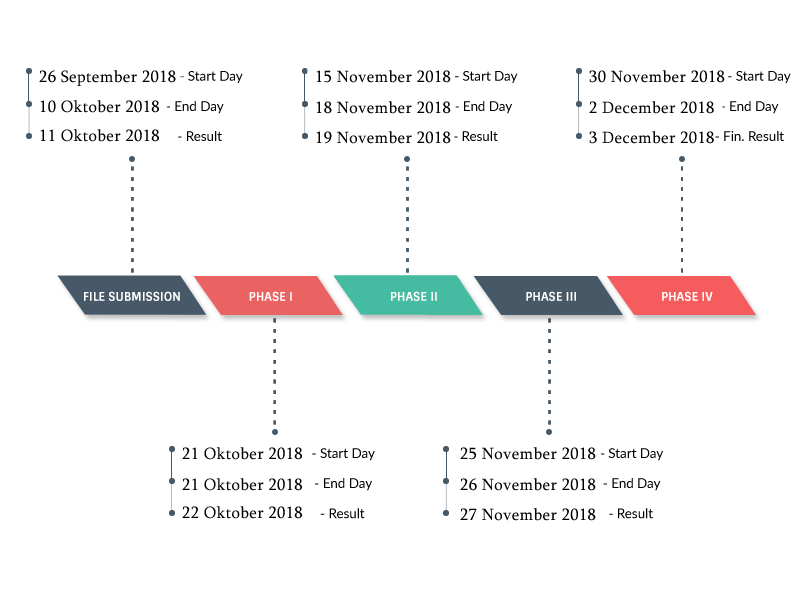 26 September 2018 - Start Day
10 Oktober 2018 - End Day
11 Oktober 2018 - Result
15 November 2018 - Start Day
18 November 2018 - End Day
19 November 2018 - Result
30 November 2018 - Start Day
2 December 2018 - End Day
3 December 2018 - Fin. Result
FILE SUBMISSION
PHASE I
PHASE II
PHASE III
PHASE IV
21 Oktober 2018 - Start Day
21 Oktober 2018 - End Day
22 Oktober 2018 - Result
25 November 2018 - Start Day
26 November 2018 - End Day
27 November 2018 - Result